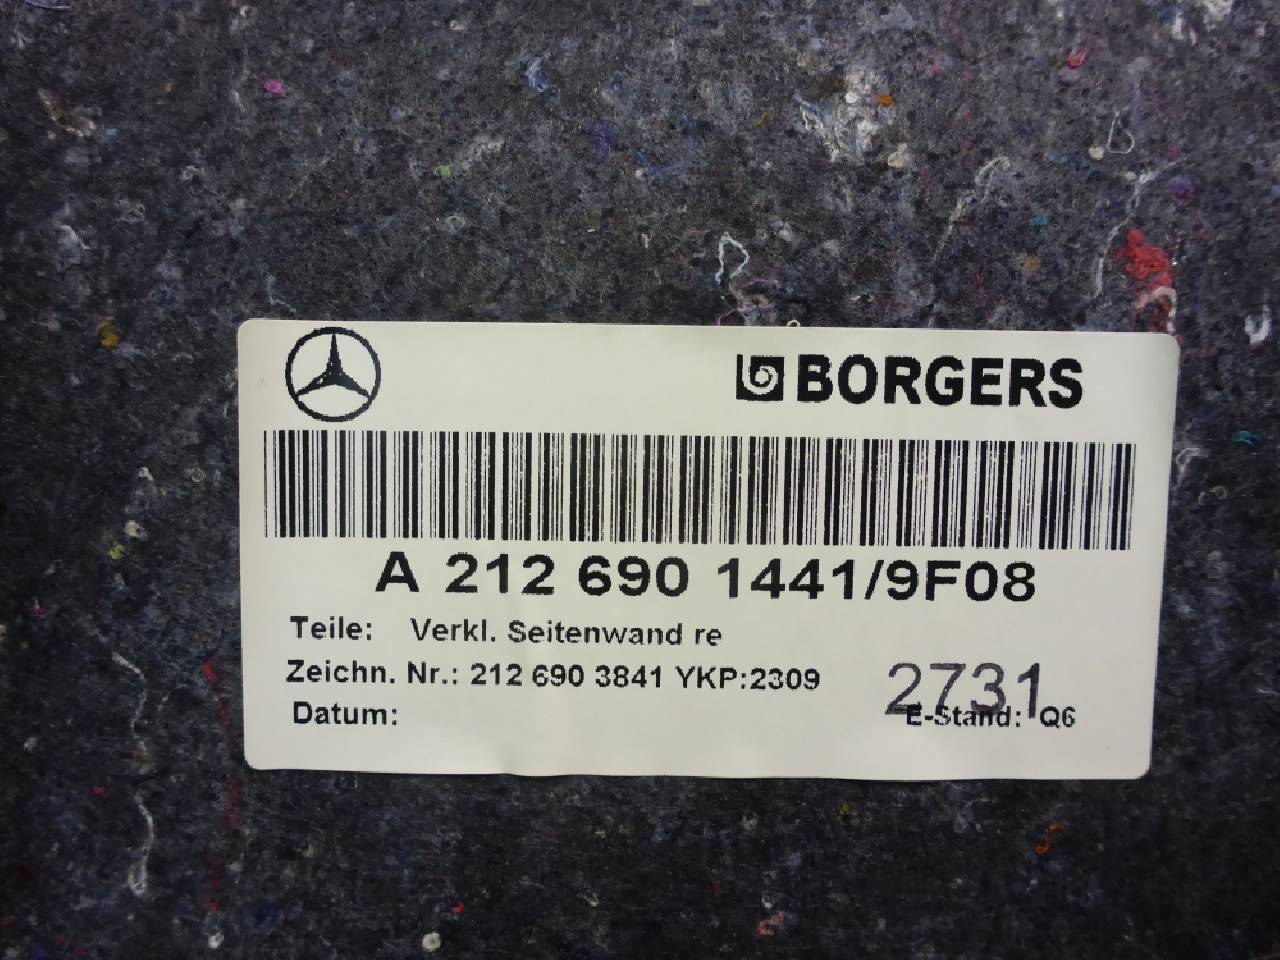 BORGERS
A 212 690 1441/9F08
Teile: Verkl. Seitenwand re
Zeichn. Nr.: 212 690 3841 YKP:2309
2731
Datum: E-Stand: Q6